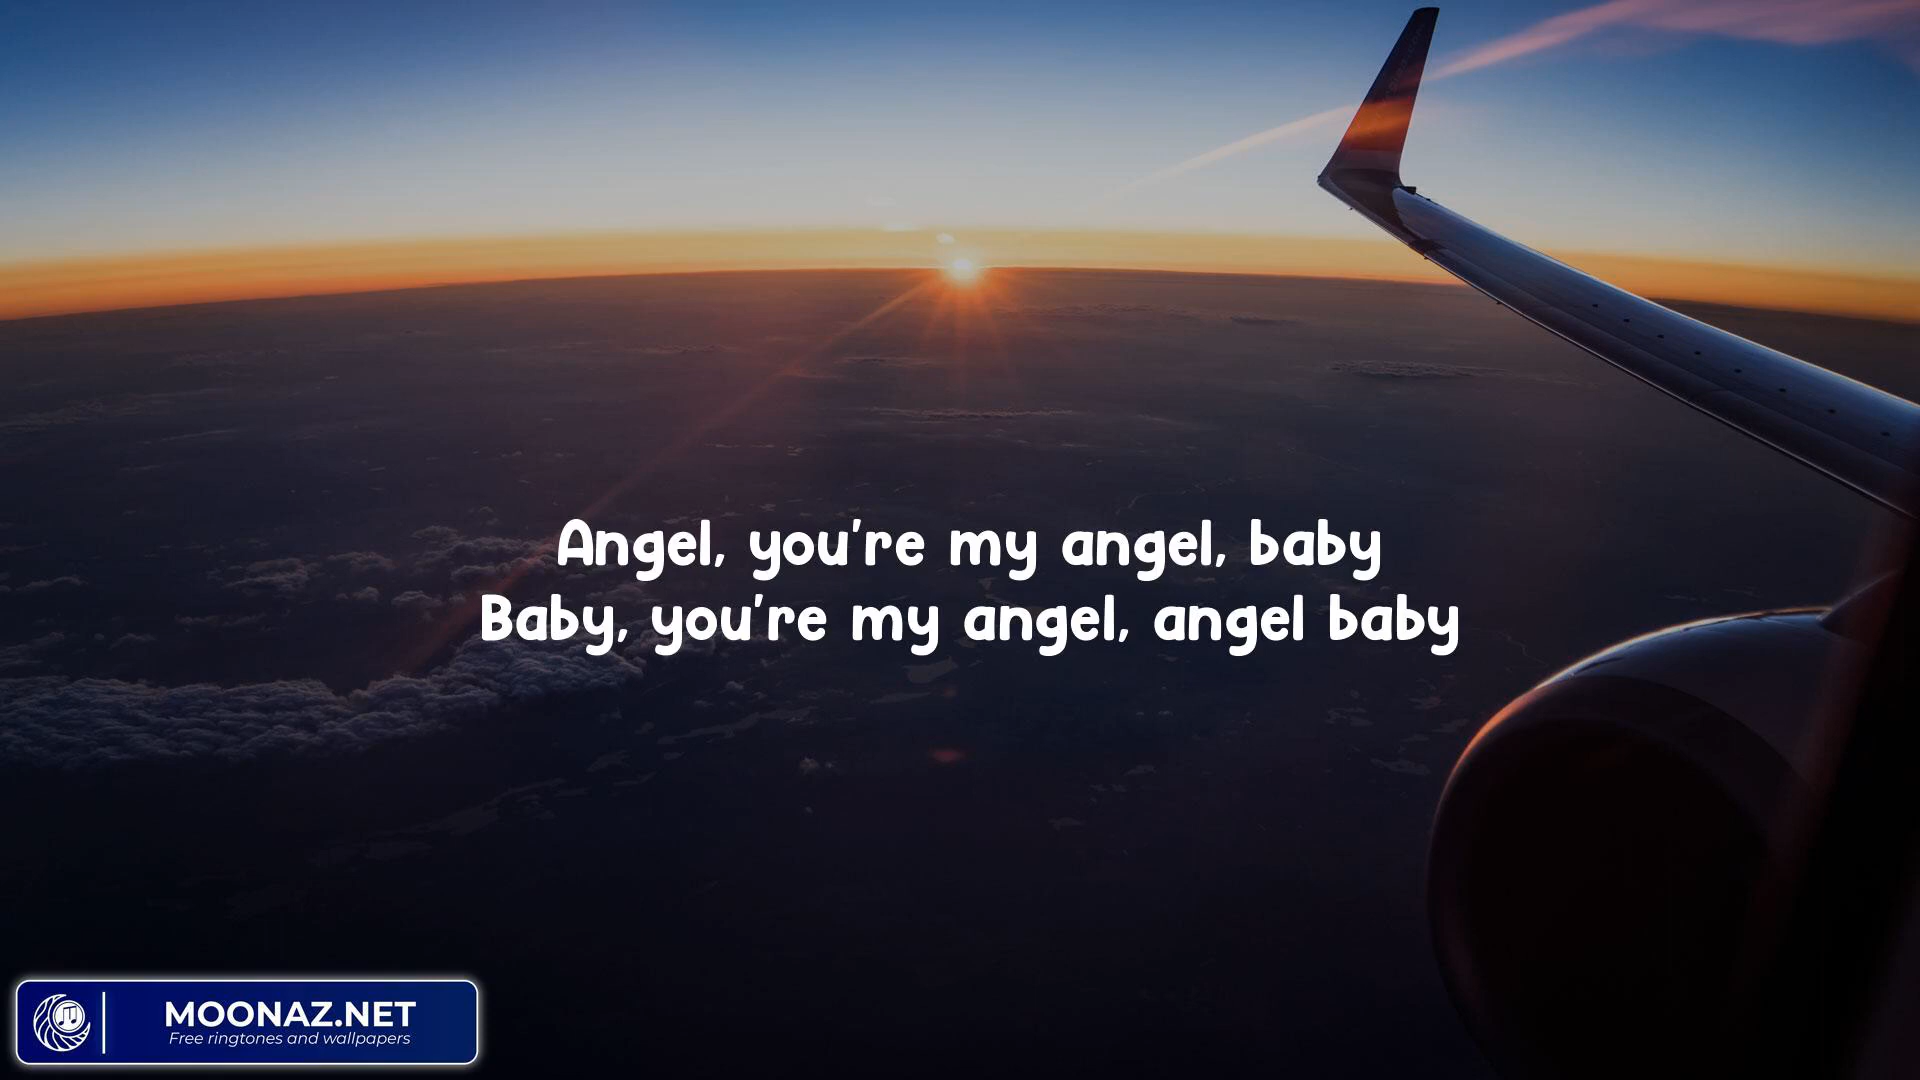 Angel, you're my angel, baby
Baby, you're my angel, angel baby
MOONAZ.NET
Free ringtones and wallpapers